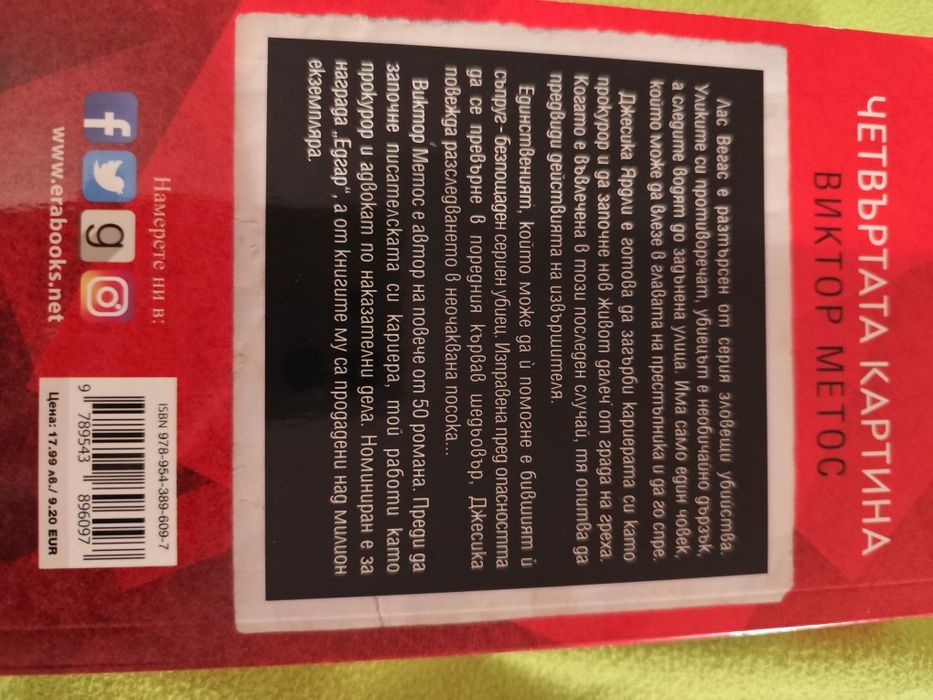 ЧЕТВЪРТАТА КАРТИНА
ВИКТОР МЕТОС
Лас Вегас е разтърсен от серия зловещи убийства.
Уликите си противоречат, убиецът е необичайно дързък,
а следите водят до задънена улица. Има само един човек,
който може да влезе в главата на престъпника и да го спре.
Джесика Ярдли е готова да загърби кариерата си като
прокурор и да започне нов живот далеч от града на греха.
Когато е въвлечена в този последен случай, тя опитва да
предвиди действията на извършителя.
Единственият, който може да ѝ помогне е бившият ѝ
съпруг - безпощаден сериен убиец. Изправена пред опасността
да се превърне в поредния кървав шедьовър, Джесика
повежда разследването в неочаквана посока...
Виктор Метос е автор на повече от 50 романа. Преди да
започне писателската си кариера, той работи като
прокурор и адвокат по наказателни дела. Номиниран е за
награда „Едгар“, а от книгите му са продадени над милион
екземпляра.
Намерете ни в:
f
g
www.erabooks.net
ISBN 978-954-389-609-7
9 789543 896097
Цена: 17.99 лв./ 9.20 EUR